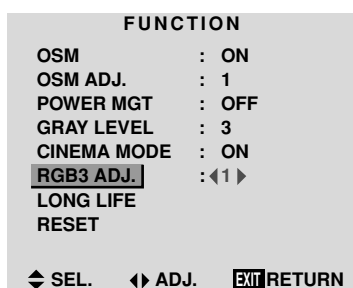 FUNCTION
OSM : ON
OSM ADJ. : 1
POWER MGT : OFF
GRAY LEVEL : 3
CINEMA MODE : ON
RGB3 ADJ. : 1
LONG LIFE
RESET
SEL. ADJ. EXIT RETURN